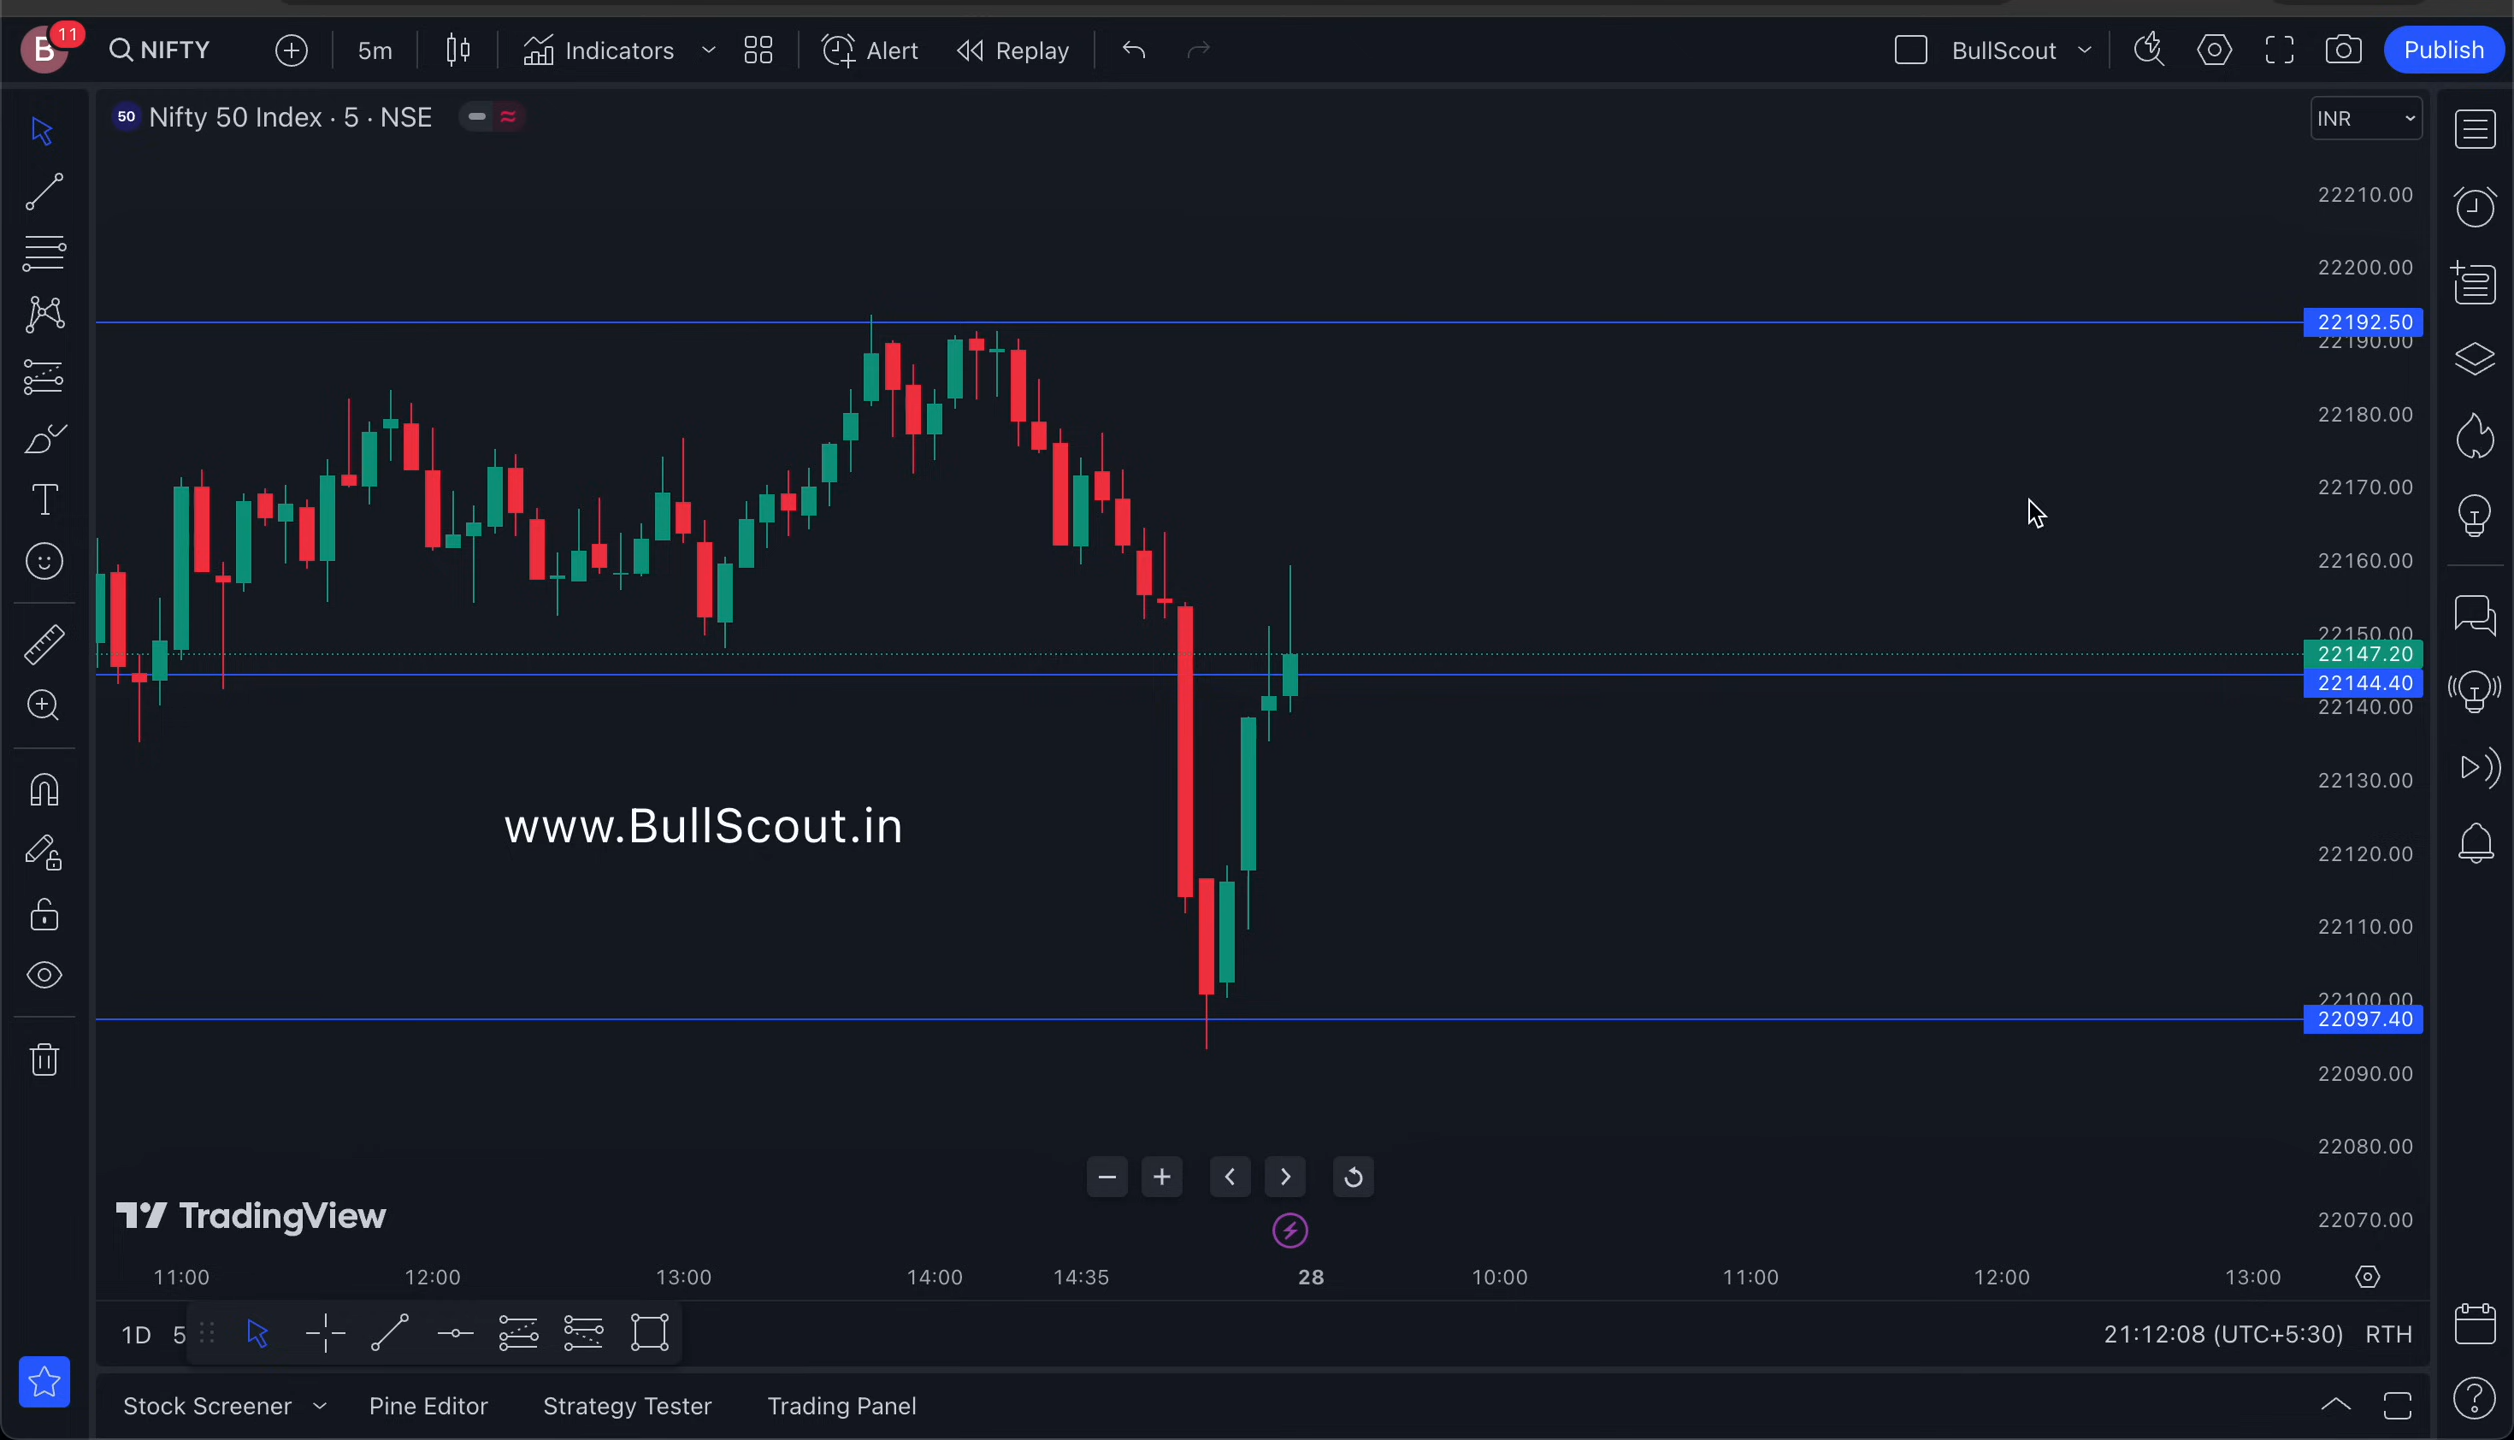 B 11 NIFTY 5m Indicators Alert Replay BullScout Publish
50 Nifty 50 Index · 5 · NSE INR
22210.00
22200.00
22192.50
22190.00
22180.00
22170.00
22160.00
22150.00
22147.20
22144.40
22140.00
22130.00
www.BullScout.in
22120.00
22110.00
22100.00
22097.40
22090.00
22080.00
TradingView
22070.00
11:00 12:00 13:00 14:00 14:35 28 10:00 11:00 12:00 13:00
1D 5 21:12:08 (UTC+5:30) RTH
Stock Screener Pine Editor Strategy Tester Trading Panel